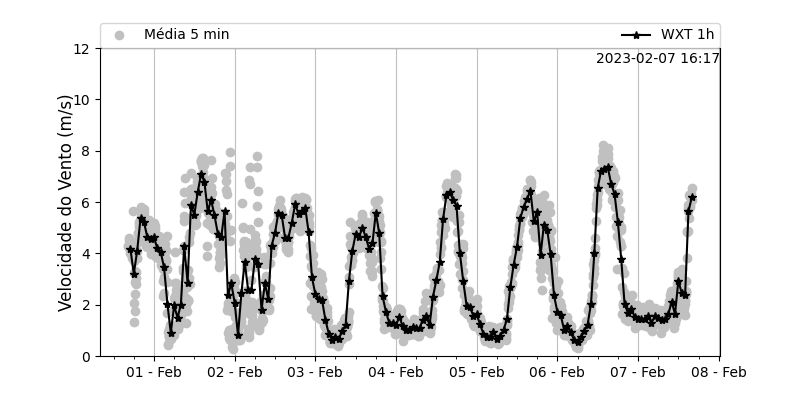 Média 5 min
WXT 1h
2023-02-07 16:17
Velocidade do Vento (m/s)
12
10
8
6
4
2
0
01 - Feb
02 - Feb
03 - Feb
04 - Feb
05 - Feb
06 - Feb
07 - Feb
08 - Feb